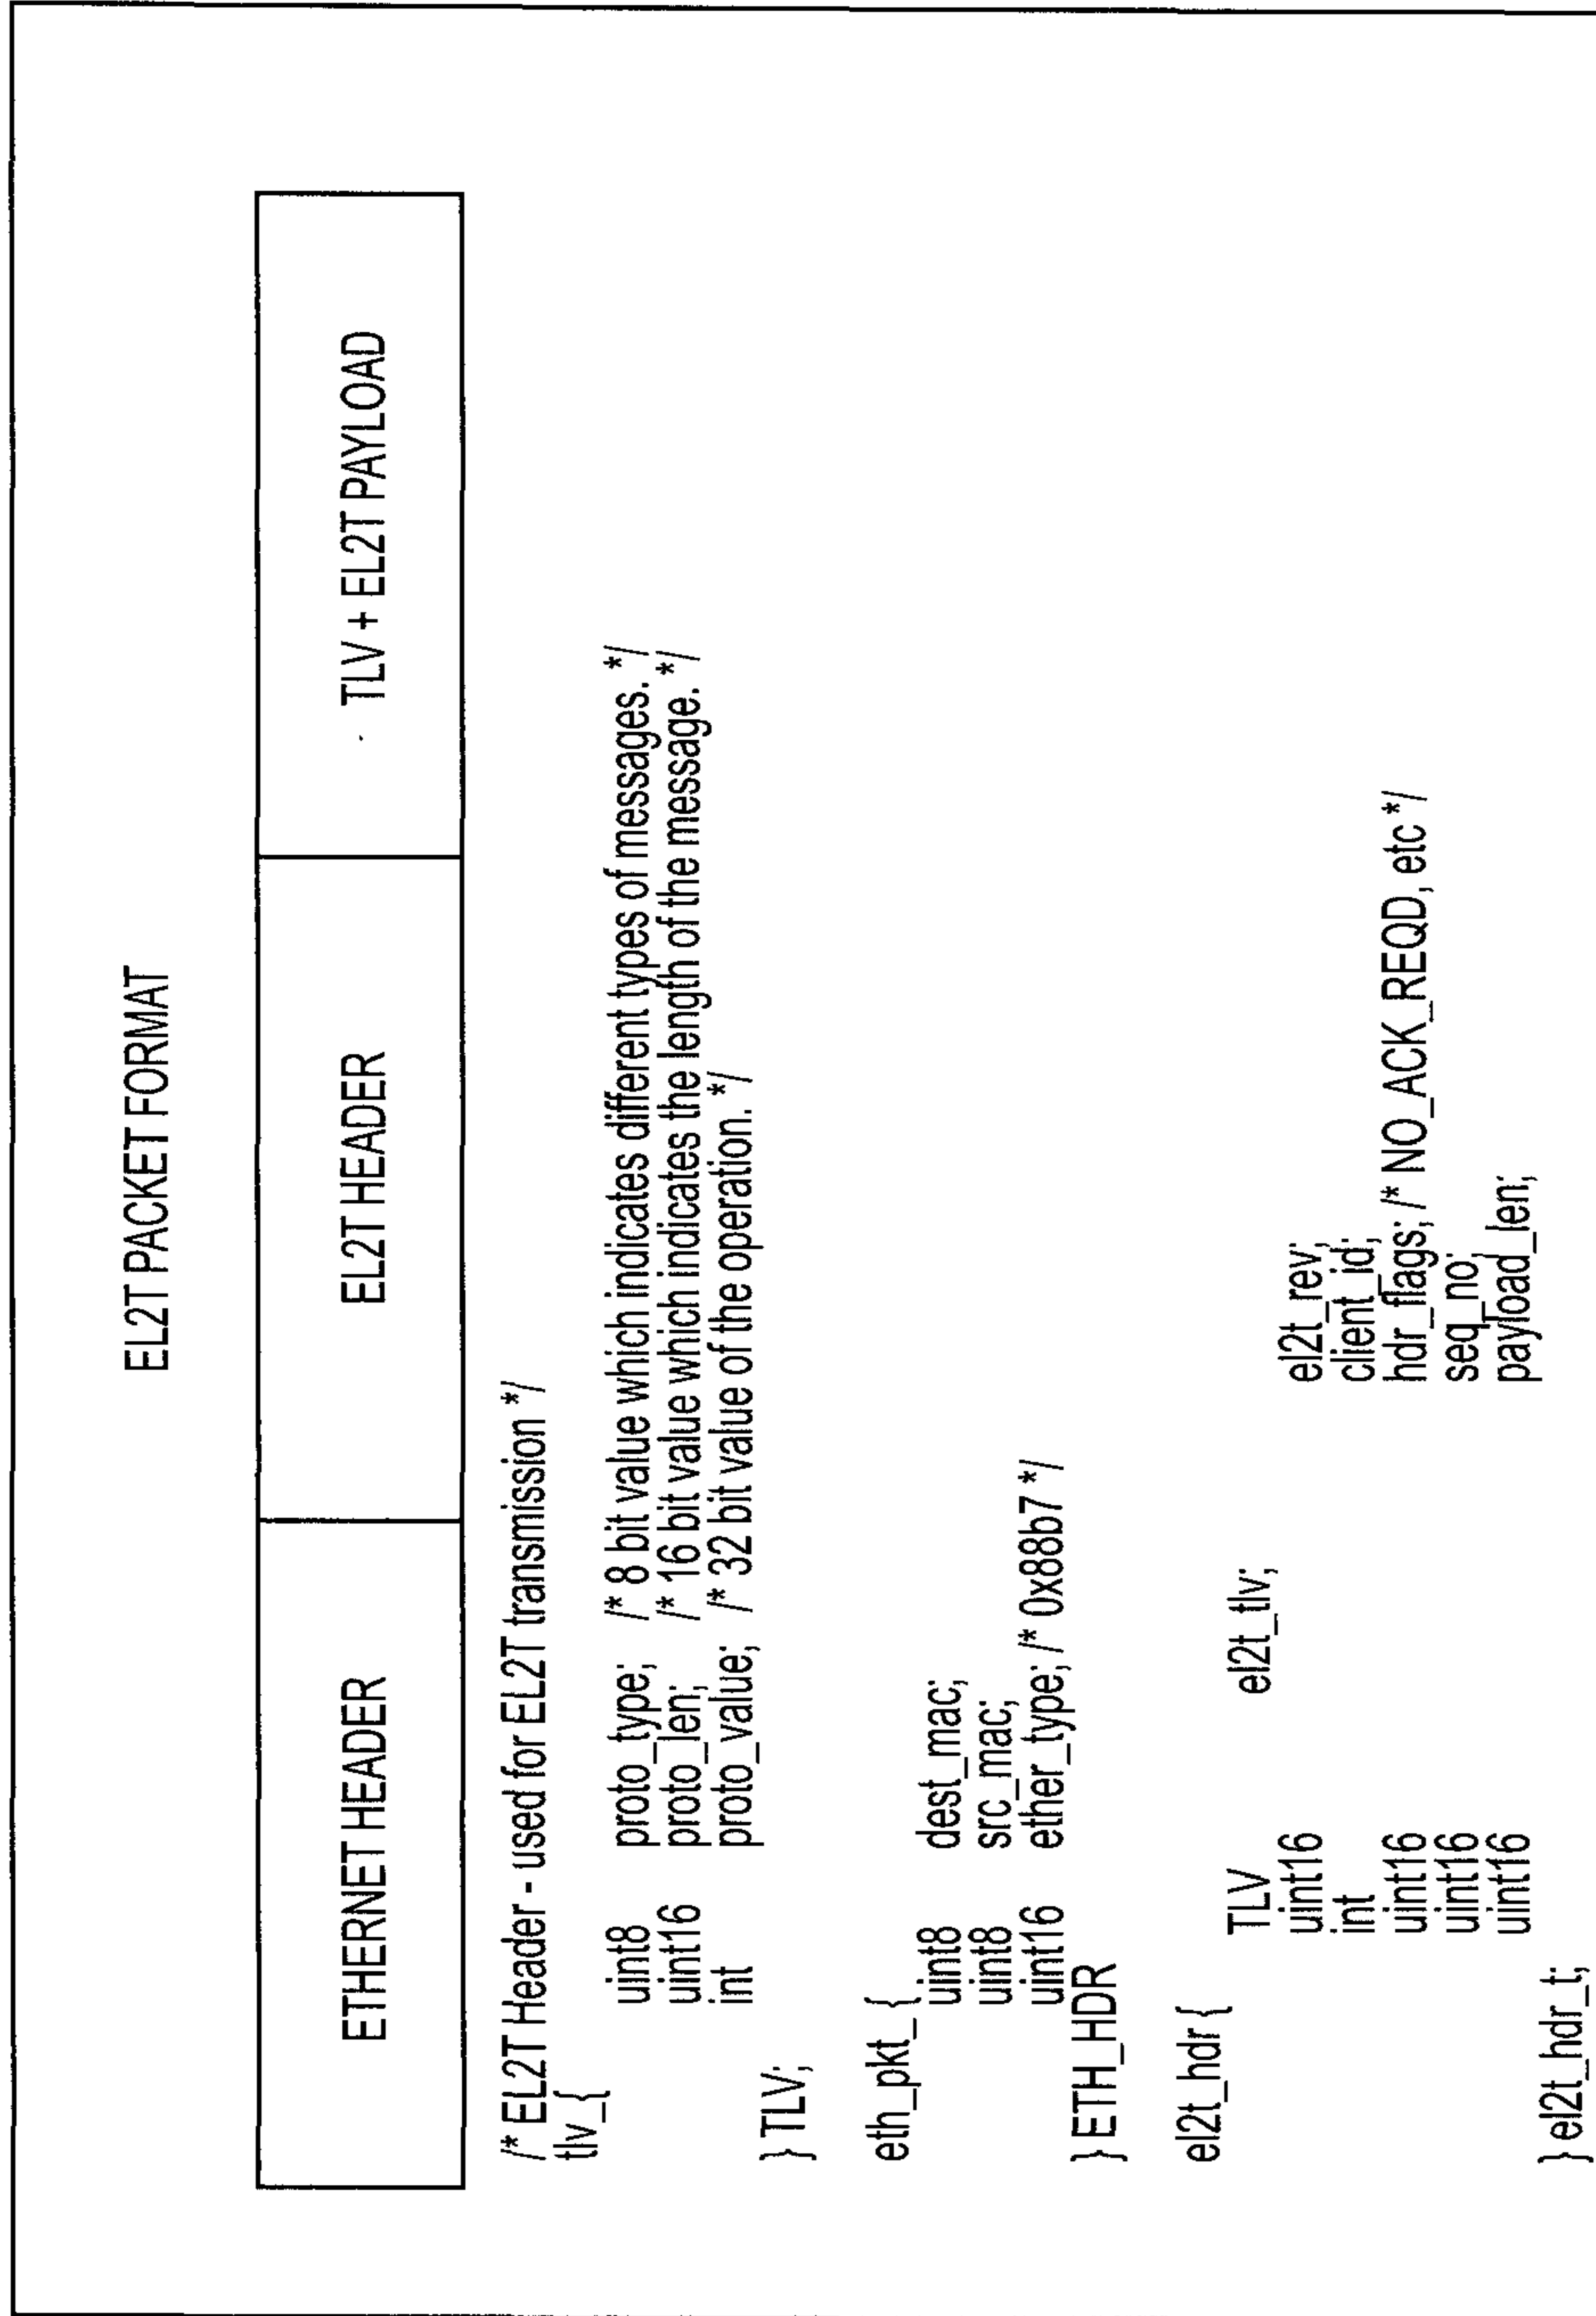 EL2T PACKET FORMAT
ETHERNET HEADER
EL2T HEADER
TLV + EL2T PAYLOAD
/* EL2T Header - used for EL2T transmission */
tlv_{
uint8 proto_type; /* 8 bit value which indicates different types of messages. */
uint16 proto_len; /* 16 bit value which indicates the length of the message. */
int proto_value; /* 32 bit value of the operation. */
} TLV;
eth_pkt_ {
uint8 dest_mac;
uint8 src_mac;
uint16 ether_type; /* 0x88b7 */
} ETH_HDR
el2t_hdr {
TLV el2t_tlv;
uint16 el2t_rev;
int client_id;
uint16 hdr_flags; /* NO_ACK_REQD, etc */
uint16 seq_no;
uint16 payload_len;
} el2t_hdr_t;